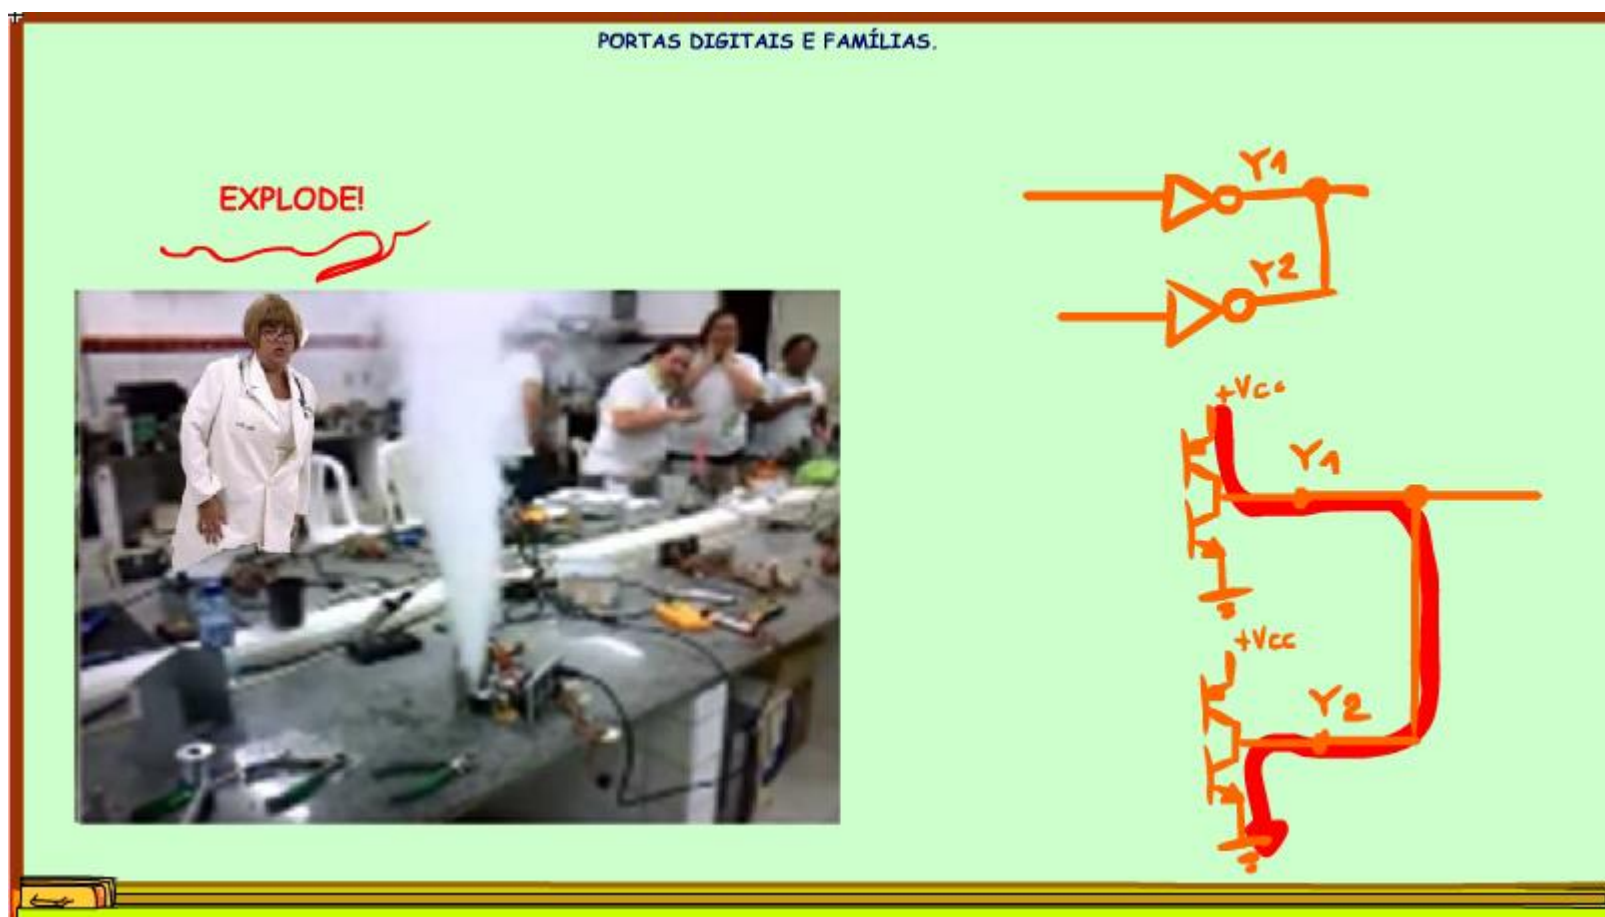 PORTAS DIGITAIS E FAMÍLIAS.
EXPLODE!
Y1
Y2
+Vcc
Y1
+Vcc
Y2